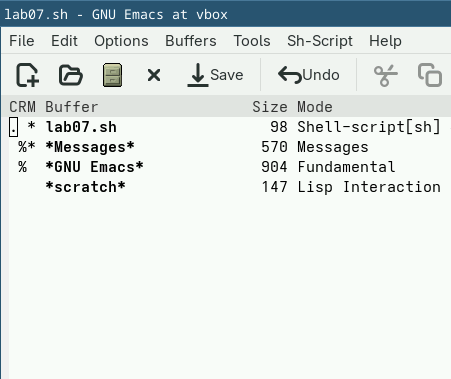 lab07.sh - GNU Emacs at vbox
File Edit Options Buffers Tools Sh-Script Help
Save Undo
CRM Buffer Size Mode
. * lab07.sh 98 Shell-script[sh]
%* *Messages* 570 Messages
% *GNU Emacs* 904 Fundamental
*scratch* 147 Lisp Interaction